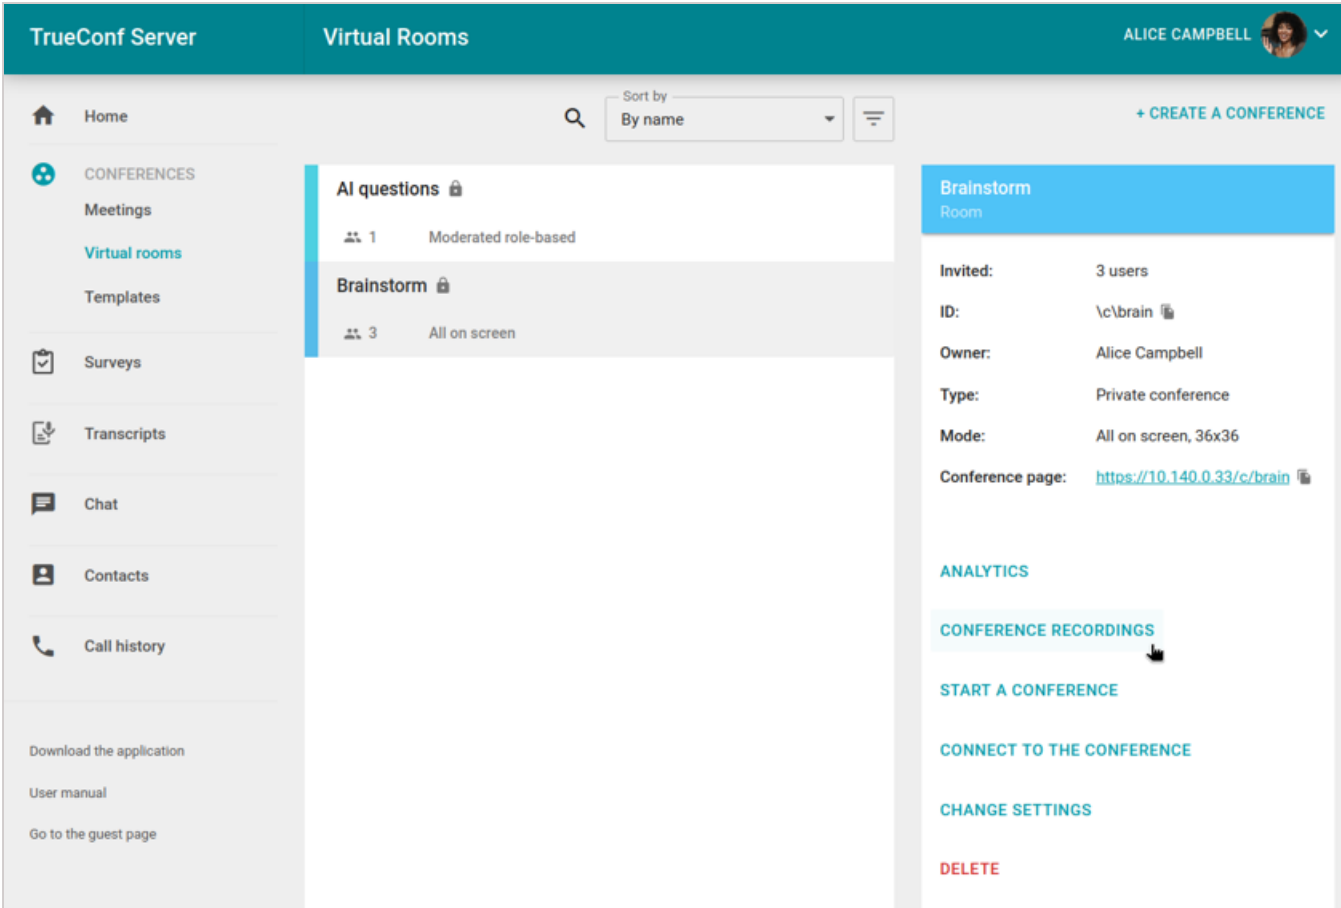 TrueConf Server
Virtual Rooms
ALICE CAMPBELL
Home
CONFERENCES
Meetings
Virtual rooms
Templates
Surveys
Transcripts
Chat
Contacts
Call history
Download the application
User manual
Go to the guest page
Sort by
By name
+ CREATE A CONFERENCE
AI questions
1 Moderated role-based
Brainstorm
3 All on screen
Brainstorm
Room
Invited: 3 users
ID: \c\brain
Owner: Alice Campbell
Type: Private conference
Mode: All on screen, 36x36
Conference page: https://10.140.0.33/c/brain
ANALYTICS
CONFERENCE RECORDINGS
START A CONFERENCE
CONNECT TO THE CONFERENCE
CHANGE SETTINGS
DELETE